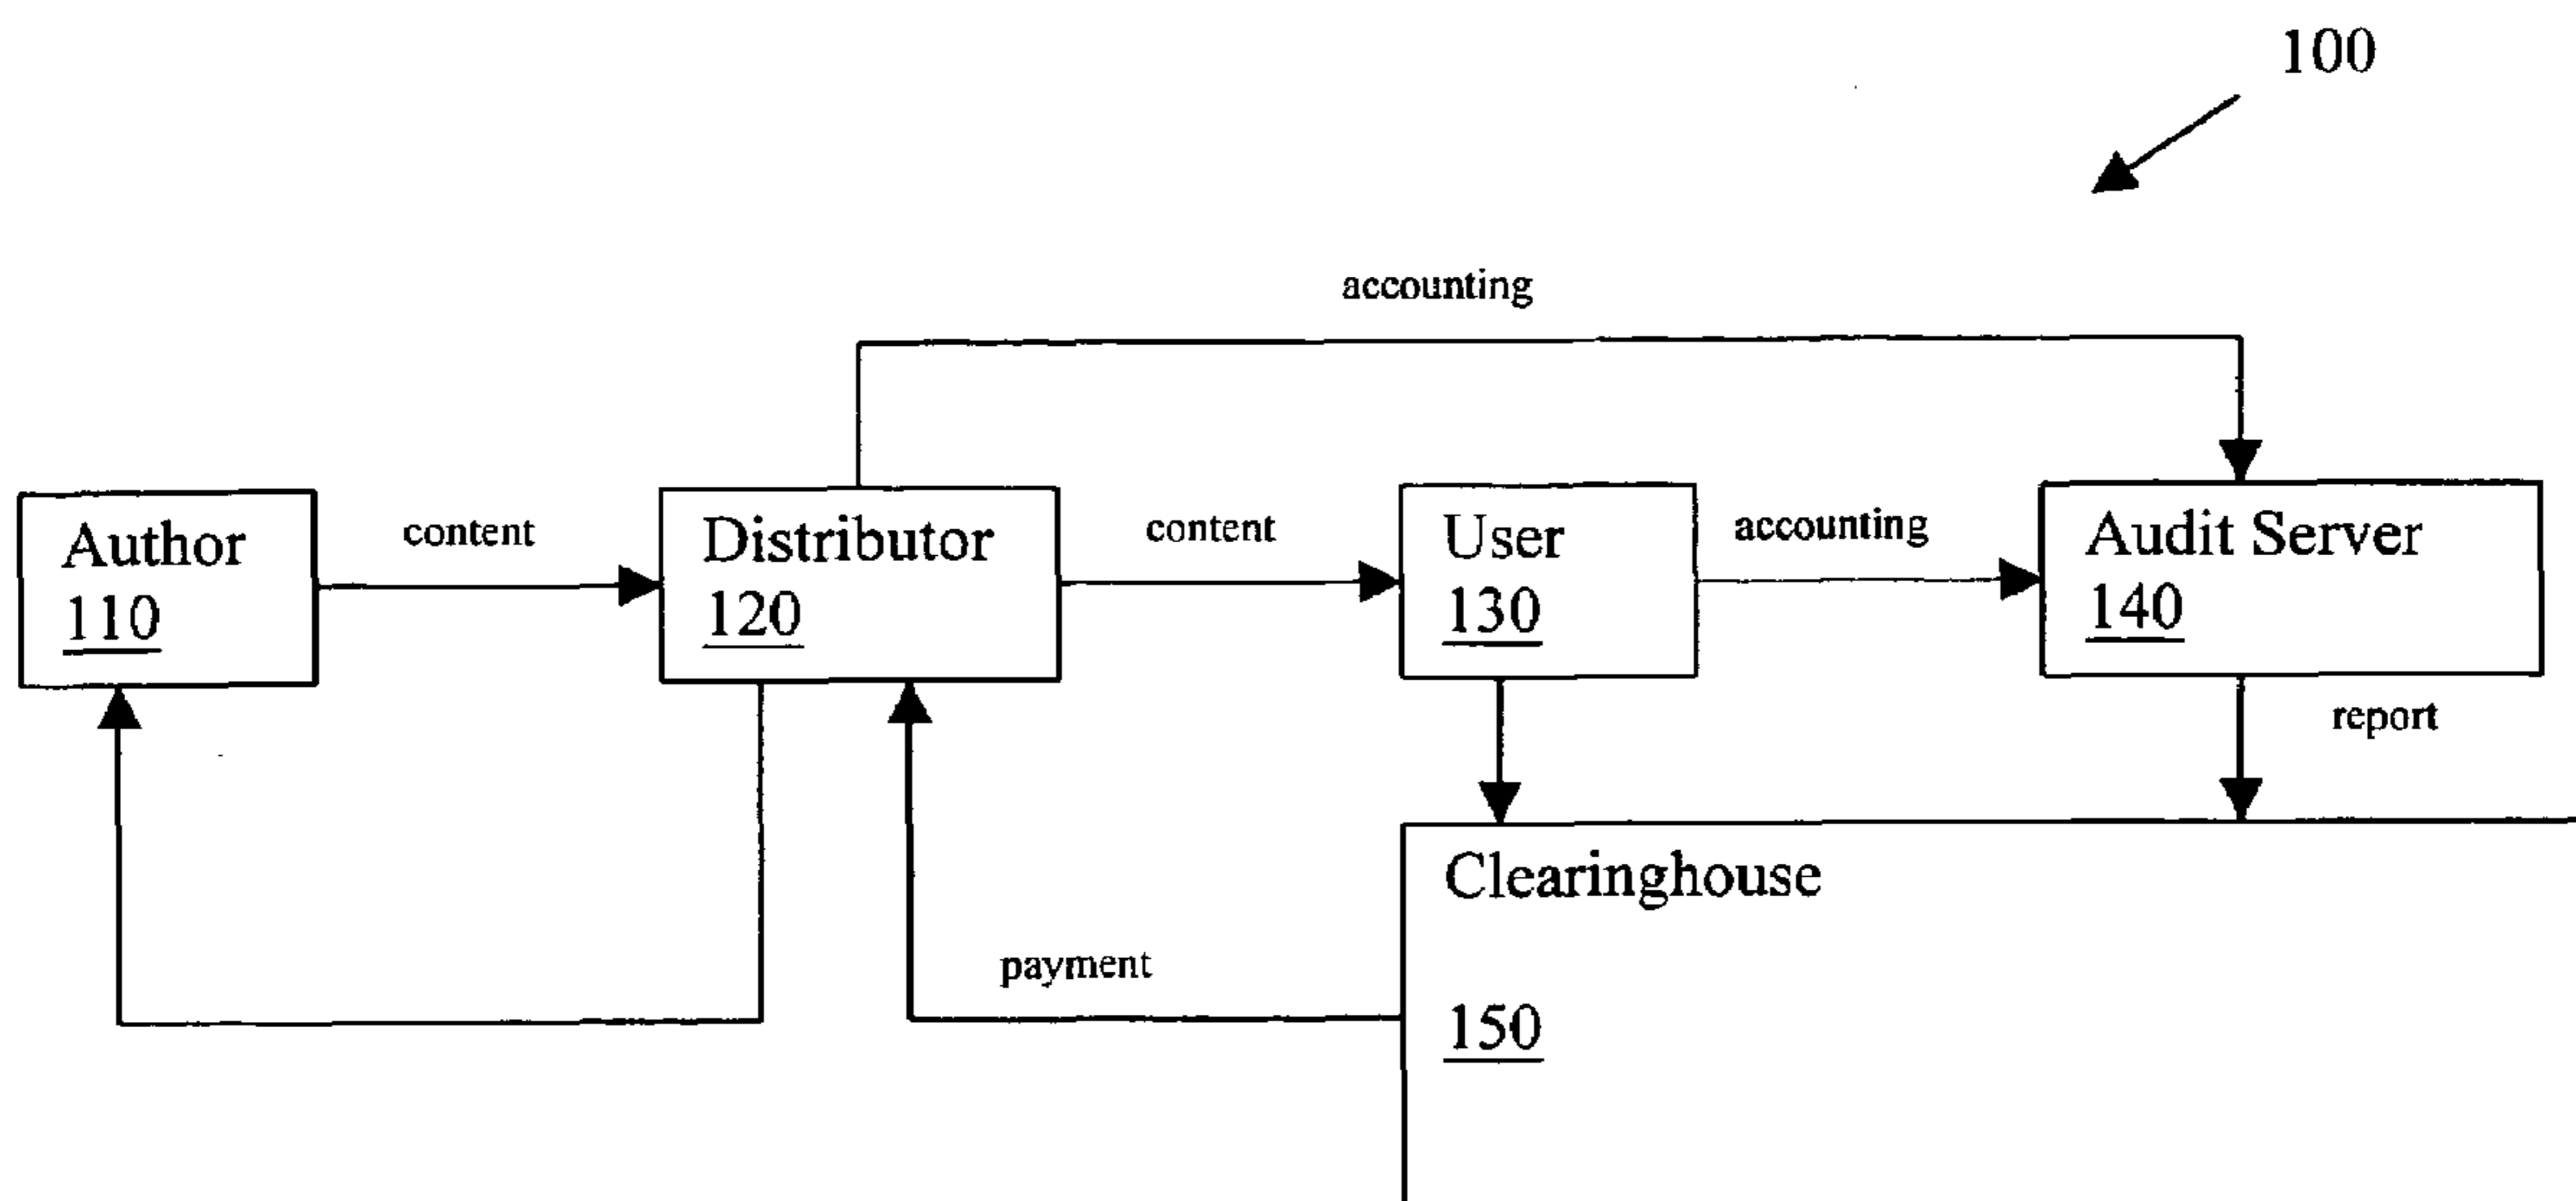 100
accounting
Author
110
content
Distributor
120
content
User
130
accounting
Audit Server
140
report
Clearinghouse
150
payment